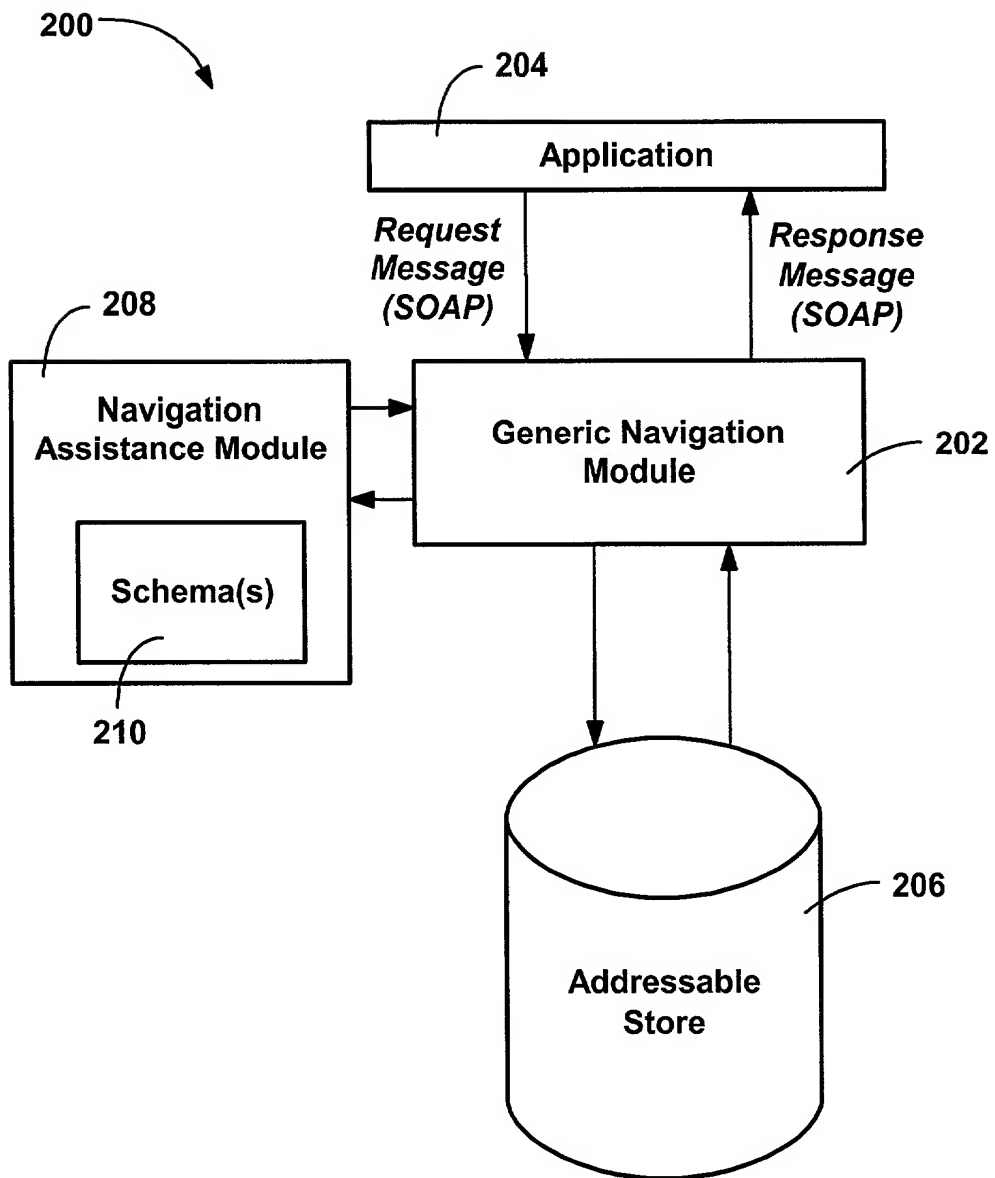 200
204
Application
Request
Message
(SOAP)
Response
Message
(SOAP)
208
Navigation
Assistance Module
Generic Navigation
Module
202
Schema(s)
210
206
Addressable
Store